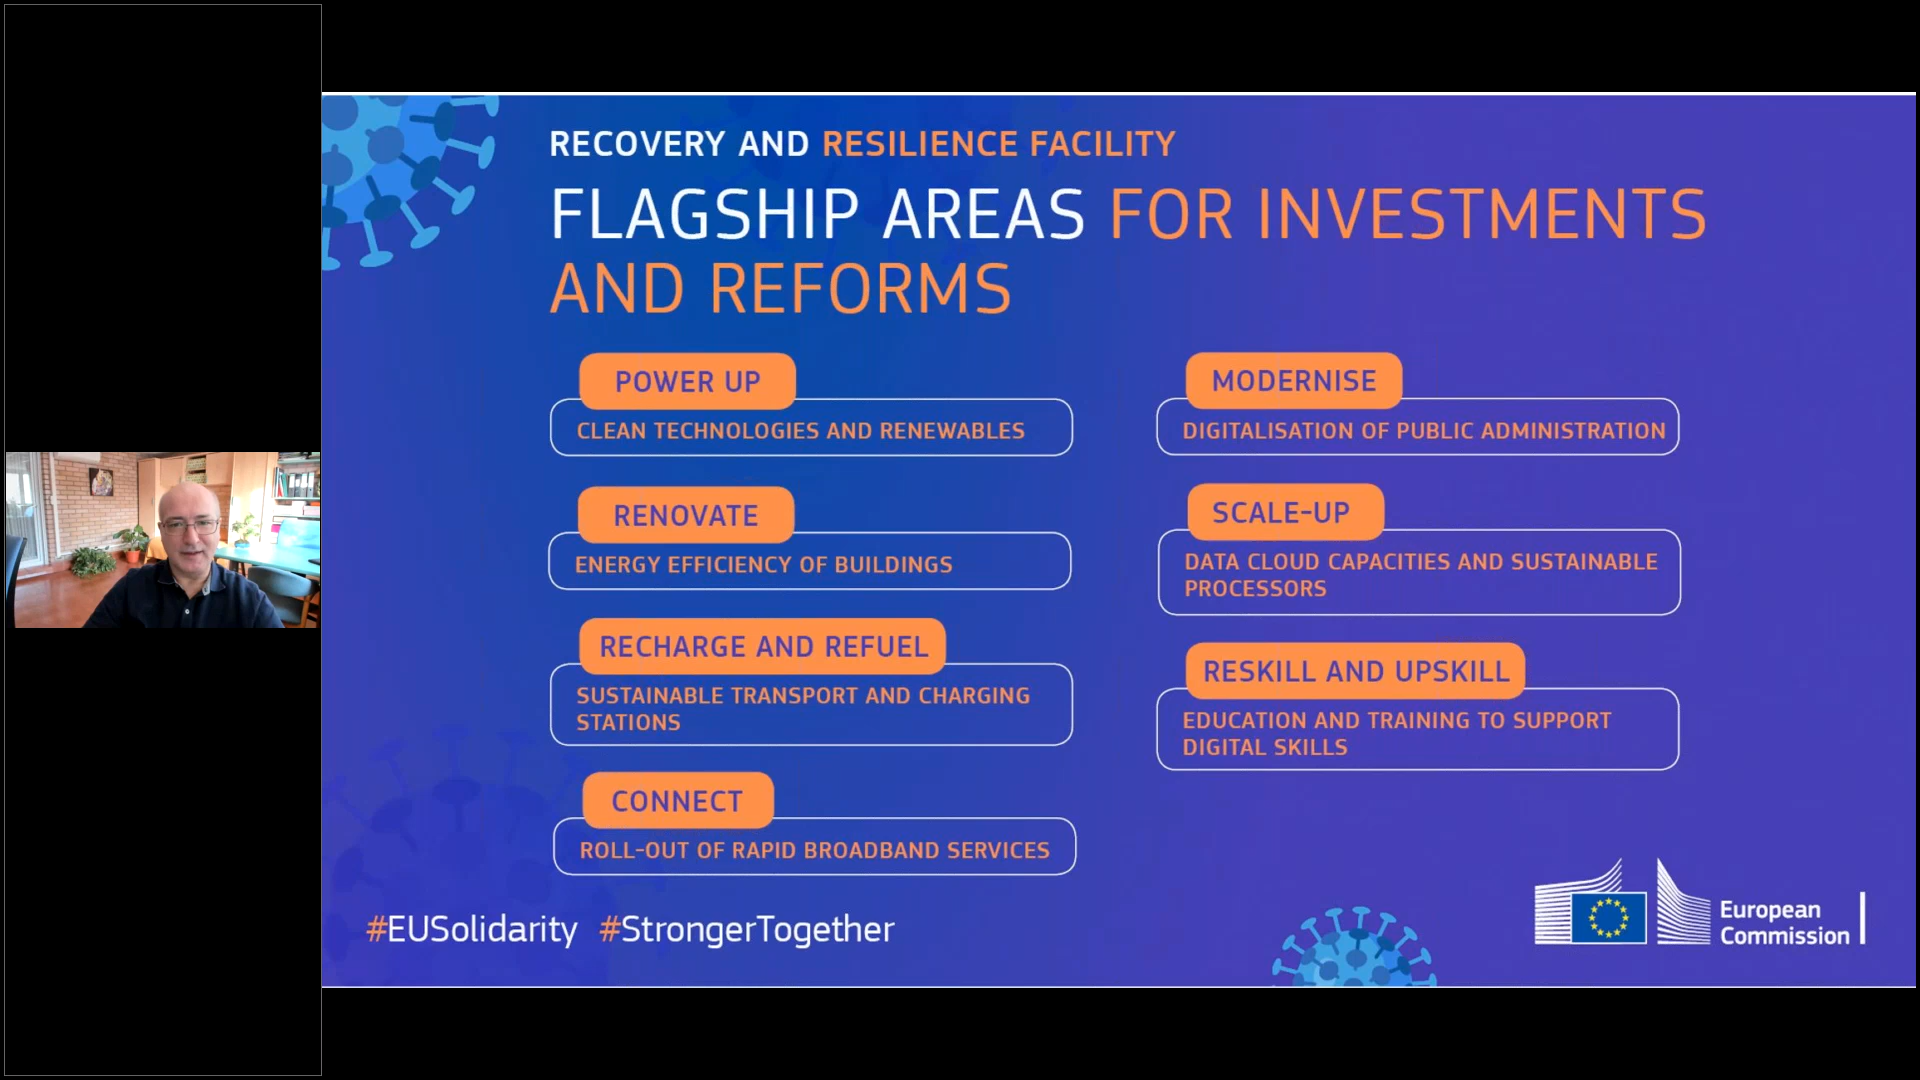 RECOVERY AND RESILIENCE FACILITY
FLAGSHIP AREAS FOR INVESTMENTS
AND REFORMS
POWER UP
CLEAN TECHNOLOGIES AND RENEWABLES
RENOVATE
ENERGY EFFICIENCY OF BUILDINGS
RECHARGE AND REFUEL
SUSTAINABLE TRANSPORT AND CHARGING
STATIONS
CONNECT
ROLL-OUT OF RAPID BROADBAND SERVICES
MODERNISE
DIGITALISATION OF PUBLIC ADMINISTRATION
SCALE-UP
DATA CLOUD CAPACITIES AND SUSTAINABLE
PROCESSORS
RESKILL AND UPSKILL
EDUCATION AND TRAINING TO SUPPORT
DIGITAL SKILLS
#EUSolidarity #StrongerTogether
European
Commission